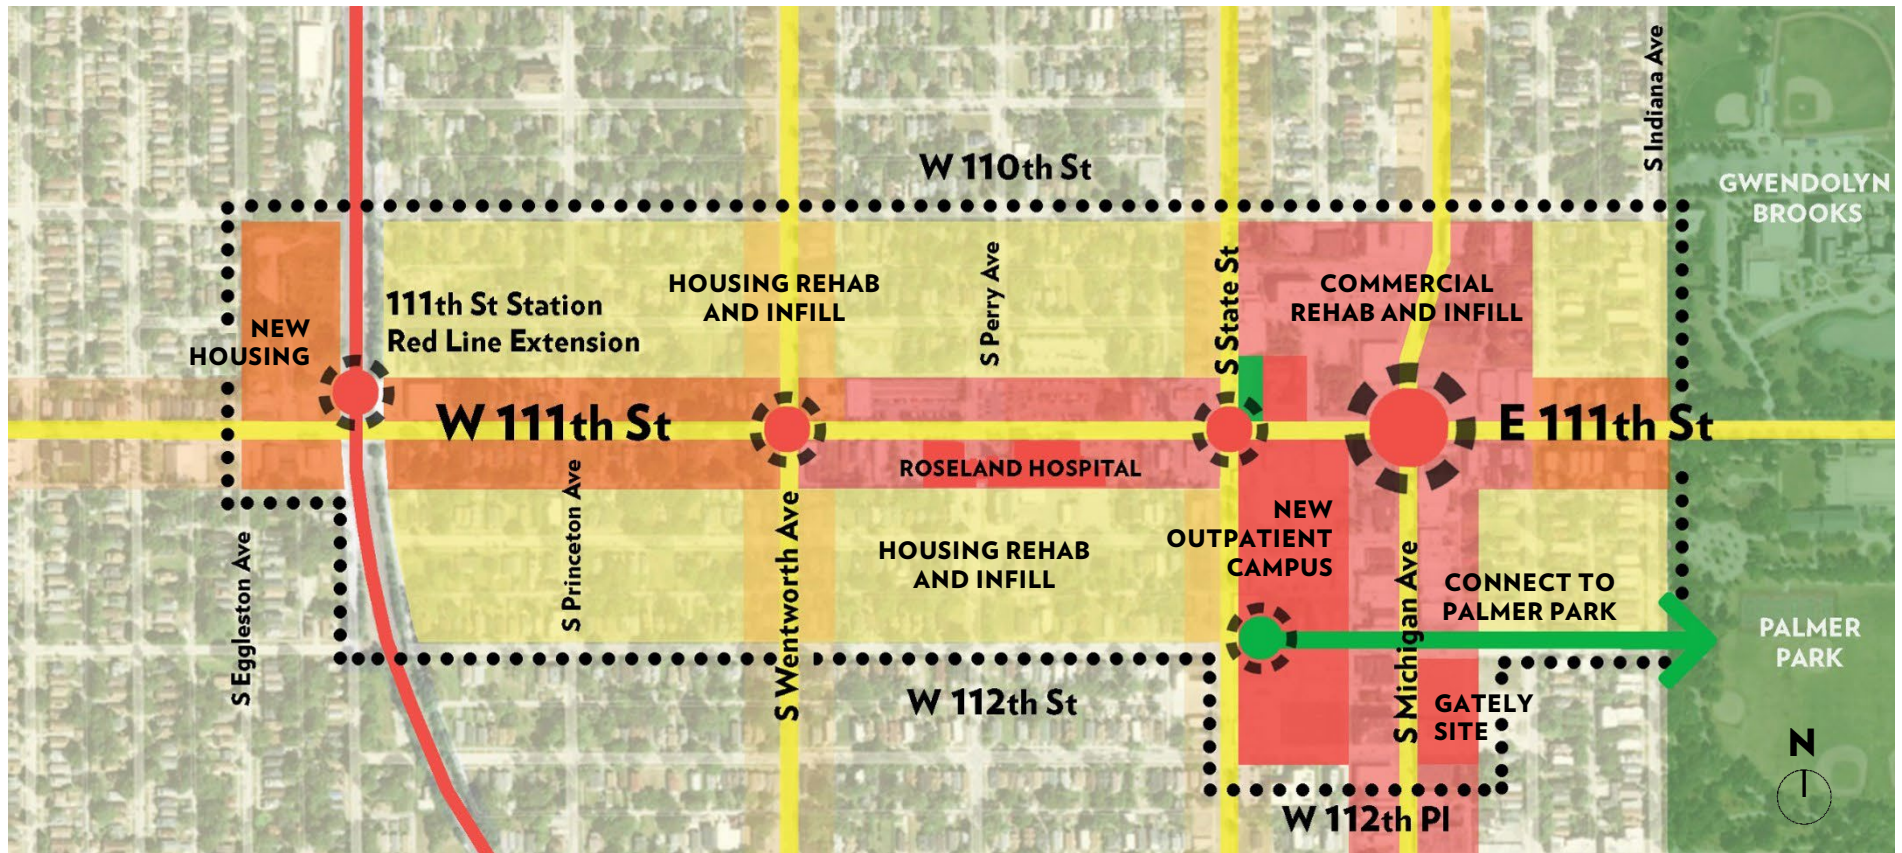 S Indiana Ave
W 110th St
GWENDOLYN
BROOKS
HOUSING REHAB
AND INFILL
S Perry Ave
S State St
COMMERCIAL
REHAB AND INFILL
111th St Station
Red Line Extension
NEW
HOUSING
W 111th St
E 111th St
ROSELAND HOSPITAL
S Princeton Ave
S Wentworth Ave
NEW
OUTPATIENT
CAMPUS
HOUSING REHAB
AND INFILL
S Eggleston Ave
S Michigan Ave
CONNECT TO
PALMER PARK
PALMER
PARK
W 112th St
GATELY
SITE
N
W 112th Pl